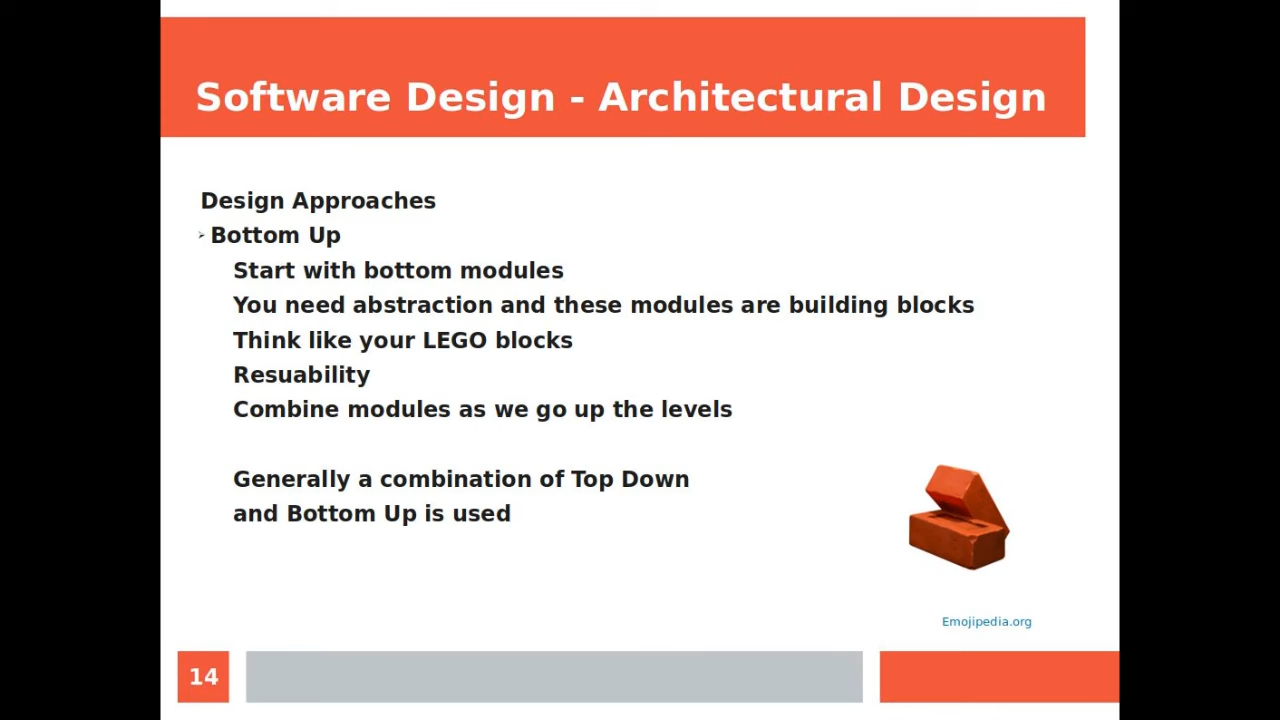 Software Design - Architectural Design
Design Approaches
➢ Bottom Up
Start with bottom modules
You need abstraction and these modules are building blocks
Think like your LEGO blocks
Resuability
Combine modules as we go up the levels
Generally a combination of Top Down
and Bottom Up is used
Emojipedia.org
14